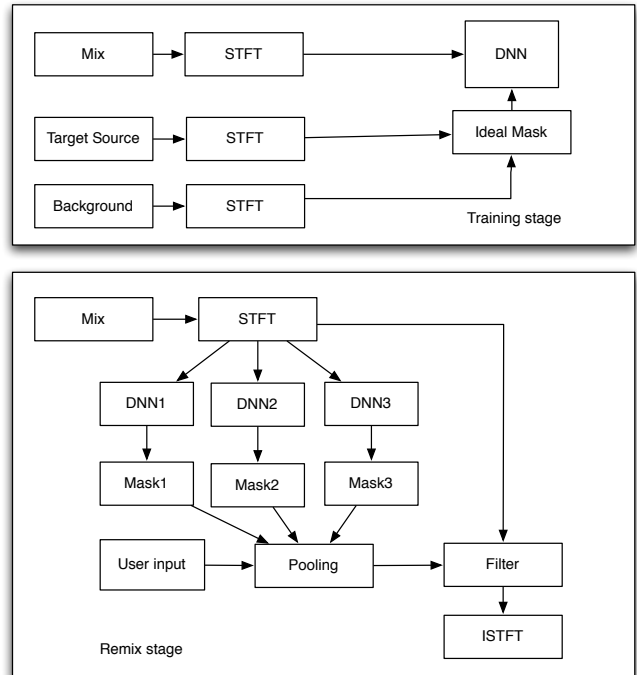 Mix
STFT
DNN
Target Source
STFT
Ideal Mask
Background
STFT
Training stage
Mix
STFT
DNN1
DNN2
DNN3
Mask1
Mask2
Mask3
User input
Pooling
Filter
ISTFT
Remix stage